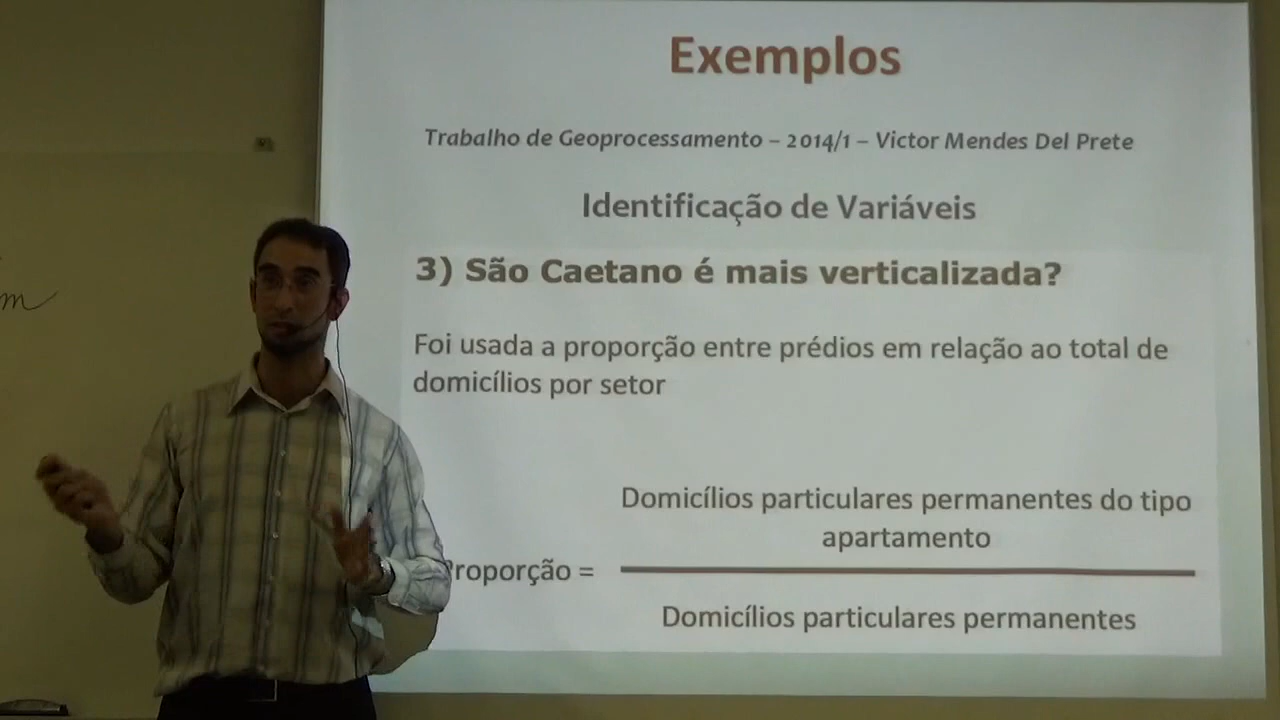 Exemplos
Trabalho de Geoprocessamento – 2014/1 – Victor Mendes Del Prete
Identificação de Variáveis
3) São Caetano é mais verticalizada?
Foi usada a proporção entre prédios em relação ao total de
domicílios por setor
Domicílios particulares permanentes do tipo
apartamento
Proporção =
Domicílios particulares permanentes